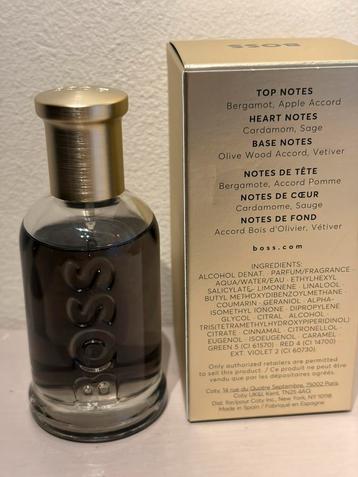 BOSS
BOSS
TOP NOTES
Bergamot, Apple Accord
HEART NOTES
Cardamom, Sage
BASE NOTES
Olive Wood Accord, Vetiver
NOTES DE TÊTE
Bergamote, Accord Pomme
NOTES DE CŒUR
Cardamome, Sauge
NOTES DE FOND
Accord Bois d'Olivier, Vétiver
boss.com
INGREDIENTS:
ALCOHOL DENAT. · PARFUM/FRAGRANCE
AQUA/WATER/EAU · ETHYLHEXYL
SALICYLATE · LIMONENE · LINALOOL
BUTYL METHOXYDIBENZOYLMETHANE ·
COUMARIN · GERANIOL · ALPHA-
ISOMETHYL IONONE · DIPROPYLENE
GLYCOL · CITRAL · ALCOHOL ·
TRIS(TETRAMETHYLHYDROXYPIPERIDINOL)
CITRATE · CINNAMAL · CITRONELLOL ·
EUGENOL · ISOEUGENOL · CARAMEL ·
GREEN 5 (CI 61570) · RED 4 (CI 14700)
EXT. VIOLET 2 (CI 60730).
Only authorized retailers are permitted
to sell this product. / Ce produit ne peut être
vendu que par les dépositaires agréés.
Coty, 14 rue du Quatre Septembre, 75002 Paris
Coty UK&I, Kent, TN25 4AQ
Dist. for/pour Coty Inc., New York, NY 10118
Made in Spain / Fabriqué en Espagne